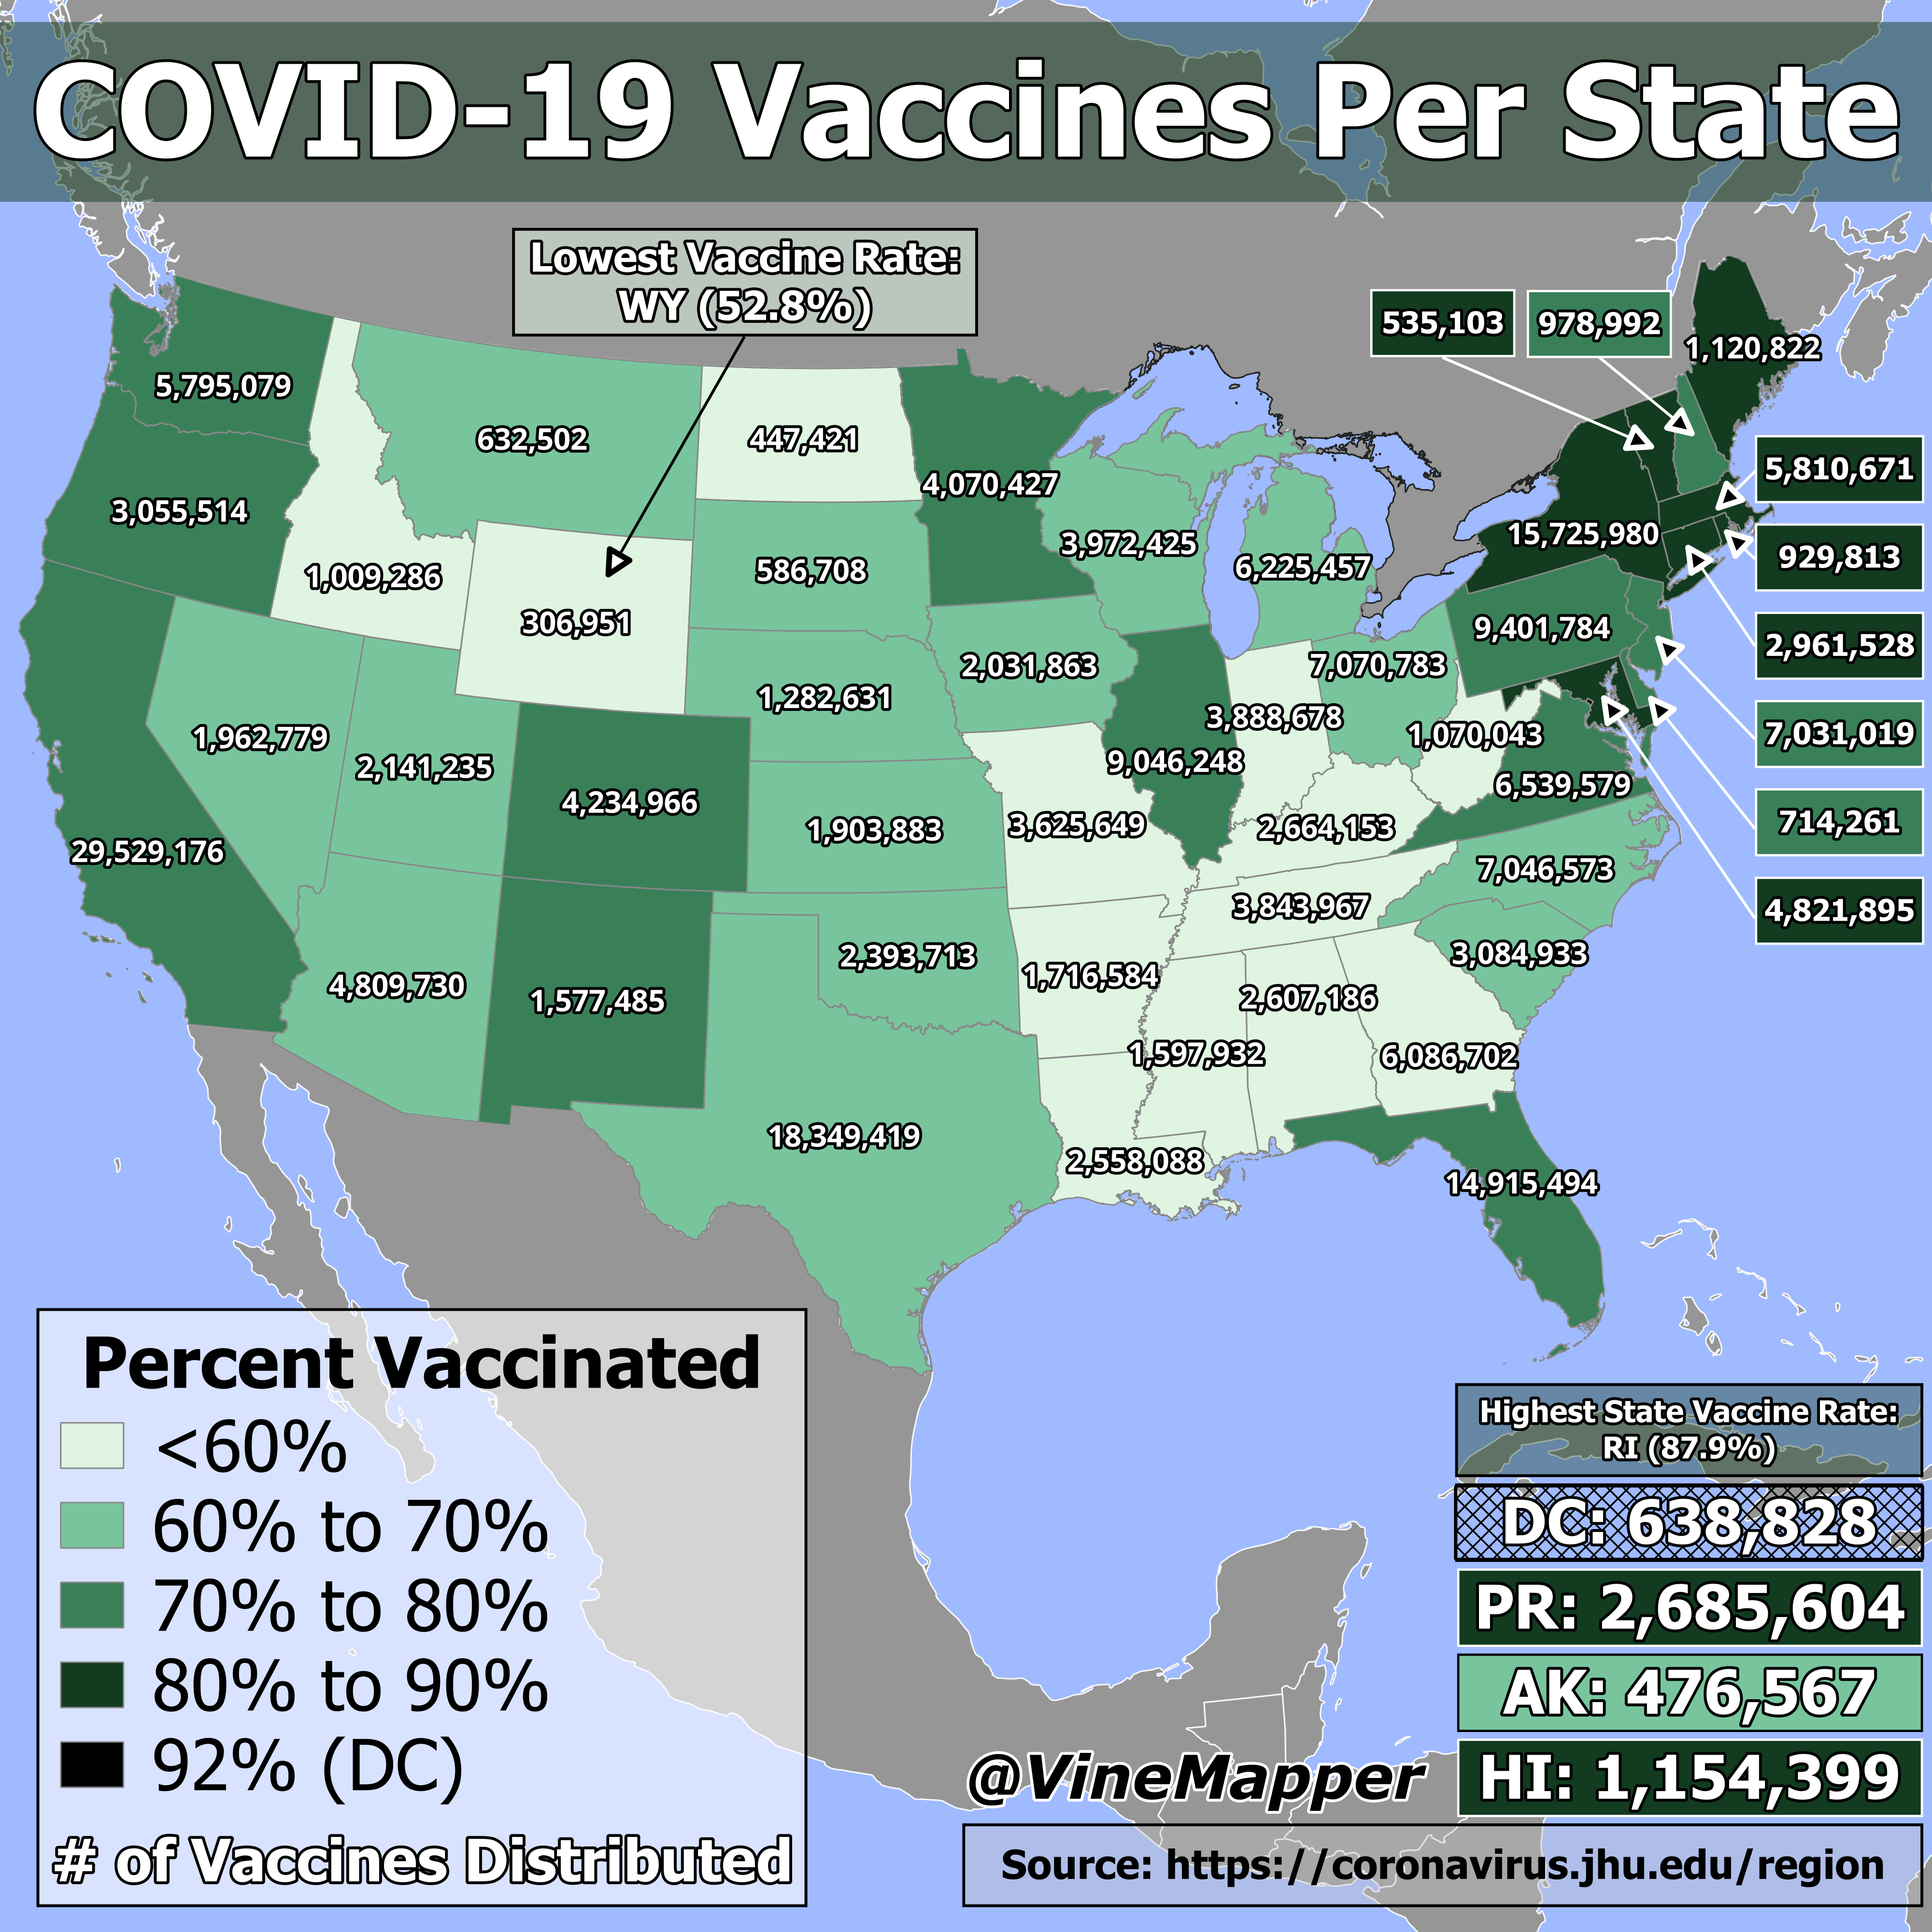 COVID-19 Vaccines Per State
Lowest Vaccine Rate:
WY (52.8%)
535,103
978,992
1,120,822
5,795,079
632,502
447,421
4,070,427
5,810,671
3,055,514
15,725,980
3,972,425
929,813
1,009,286
586,708
6,225,457
306,951
9,401,784
2,961,528
2,031,863
7,070,783
1,282,631
3,888,678
1,070,043
7,031,019
1,962,779
2,141,235
9,046,248
6,539,579
4,234,966
714,261
29,529,176
1,903,883
3,625,649
2,664,153
7,046,573
3,843,967
4,821,895
2,393,713
3,084,933
4,809,730
1,577,485
1,716,584
2,607,186
1,597,932
6,086,702
18,349,419
2,558,088
14,915,494
Percent Vaccinated
<60%
60% to 70%
70% to 80%
80% to 90%
92% (DC)
# of Vaccines Distributed
Highest State Vaccine Rate:
RI (87.9%)
DC: 638,828
PR: 2,685,604
AK: 476,567
HI: 1,154,399
@VineMapper
Source: https://coronavirus.jhu.edu/region